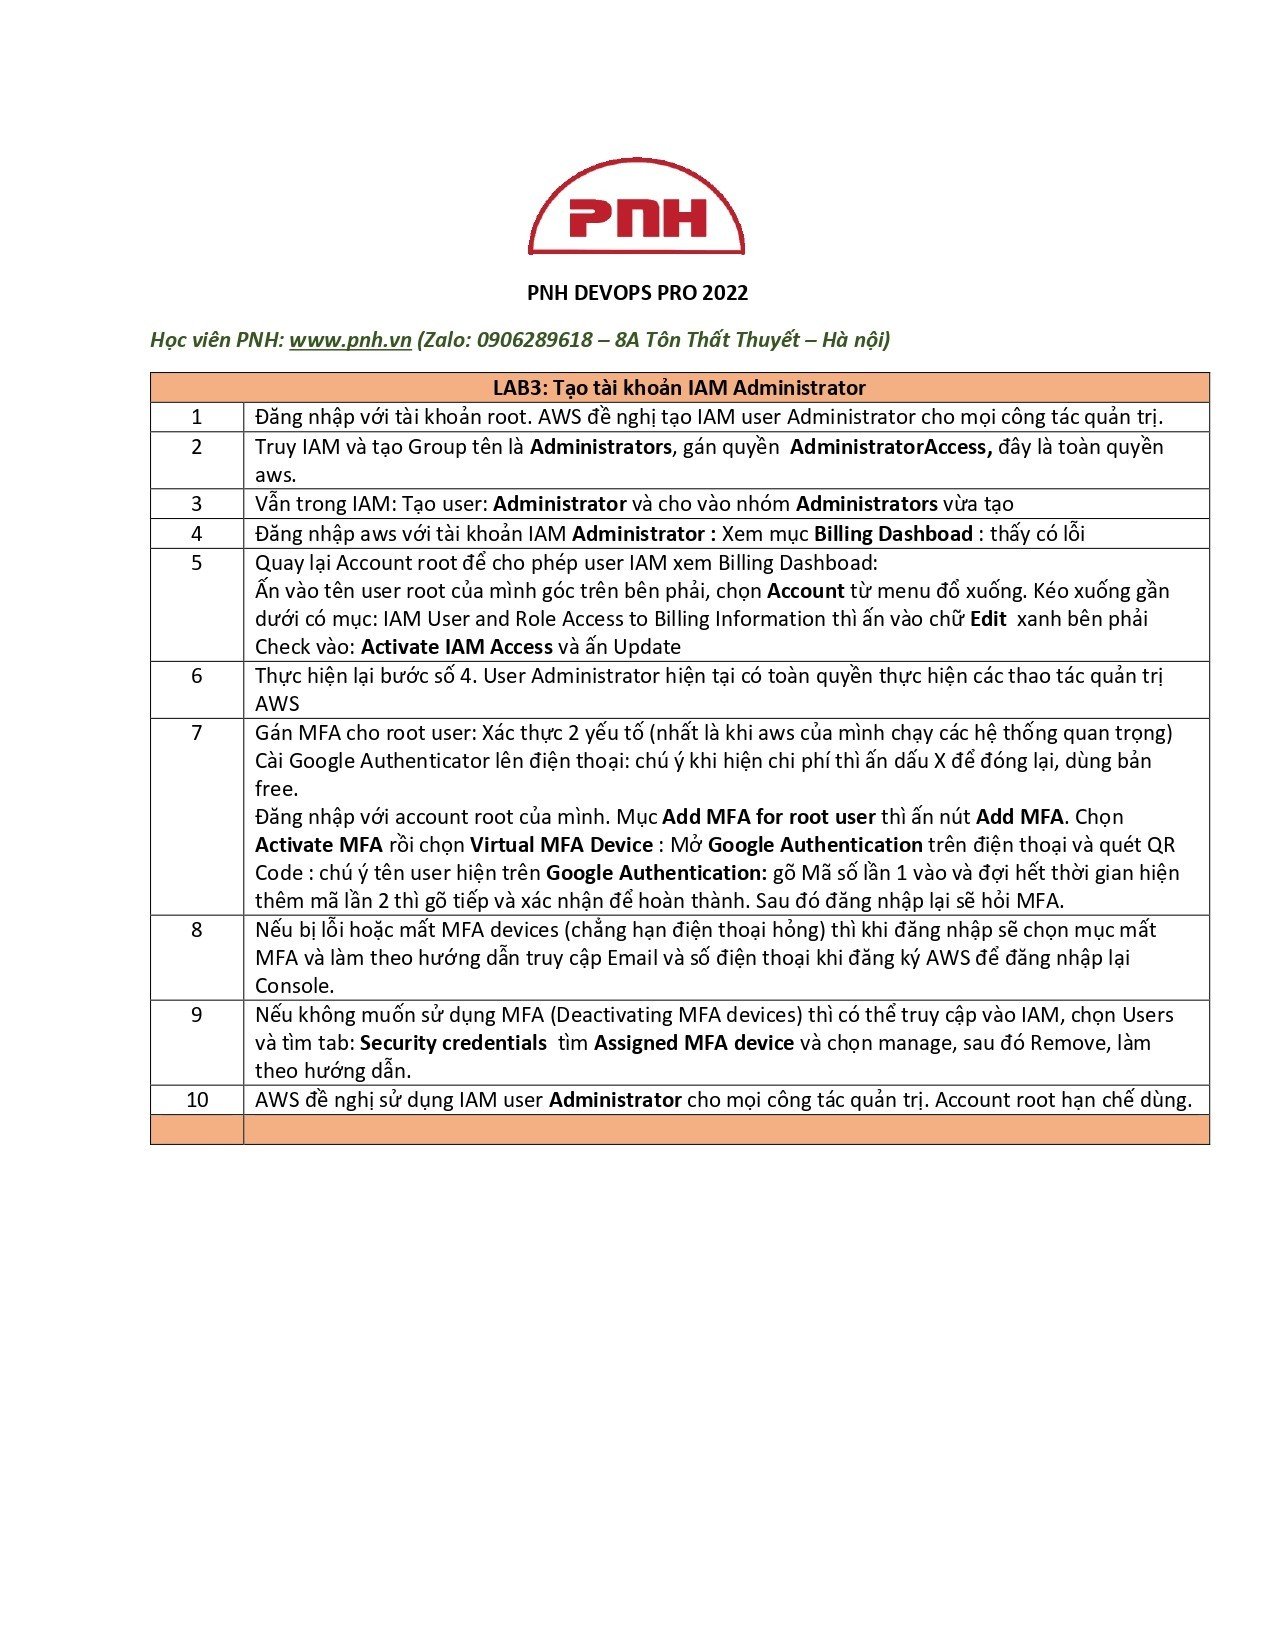 PNH
PNH DEVOPS PRO 2022
Học viên PNH: www.pnh.vn (Zalo: 0906289618 – 8A Tôn Thất Thuyết – Hà nội)
LAB3: Tạo tài khoản IAM Administrator
1 Đăng nhập với tài khoản root. AWS đề nghị tạo IAM user Administrator cho mọi công tác quản trị.
2 Truy IAM và tạo Group tên là Administrators, gán quyền AdministratorAccess, đây là toàn quyền
aws.
3 Vẫn trong IAM: Tạo user: Administrator và cho vào nhóm Administrators vừa tạo
4 Đăng nhập aws với tài khoản IAM Administrator : Xem mục Billing Dashboad : thấy có lỗi
5 Quay lại Account root để cho phép user IAM xem Billing Dashboad:
Ấn vào tên user root của mình góc trên bên phải, chọn Account từ menu đổ xuống. Kéo xuống gần
dưới có mục: IAM User and Role Access to Billing Information thì ấn vào chữ Edit xanh bên phải
Check vào: Activate IAM Access và ấn Update
6 Thực hiện lại bước số 4. User Administrator hiện tại có toàn quyền thực hiện các thao tác quản trị
AWS
7 Gán MFA cho root user: Xác thực 2 yếu tố (nhất là khi aws của mình chạy các hệ thống quan trọng)
Cài Google Authenticator lên điện thoại: chú ý khi hiện chi phí thì ấn dấu X để đóng lại, dùng bản
free.
Đăng nhập với account root của mình. Mục Add MFA for root user thì ấn nút Add MFA. Chọn
Activate MFA rồi chọn Virtual MFA Device : Mở Google Authentication trên điện thoại và quét QR
Code : chú ý tên user hiện trên Google Authentication: gõ Mã số lần 1 vào và đợi hết thời gian hiện
thêm mã lần 2 thì gõ tiếp và xác nhận để hoàn thành. Sau đó đăng nhập lại sẽ hỏi MFA.
8 Nếu bị lỗi hoặc mất MFA devices (chẳng hạn điện thoại hỏng) thì khi đăng nhập sẽ chọn mục mất
MFA và làm theo hướng dẫn truy cập Email và số điện thoại khi đăng ký AWS để đăng nhập lại
Console.
9 Nếu không muốn sử dụng MFA (Deactivating MFA devices) thì có thể truy cập vào IAM, chọn Users
và tìm tab: Security credentials tìm Assigned MFA device và chọn manage, sau đó Remove, làm
theo hướng dẫn.
10 AWS đề nghị sử dụng IAM user Administrator cho mọi công tác quản trị. Account root hạn chế dùng.